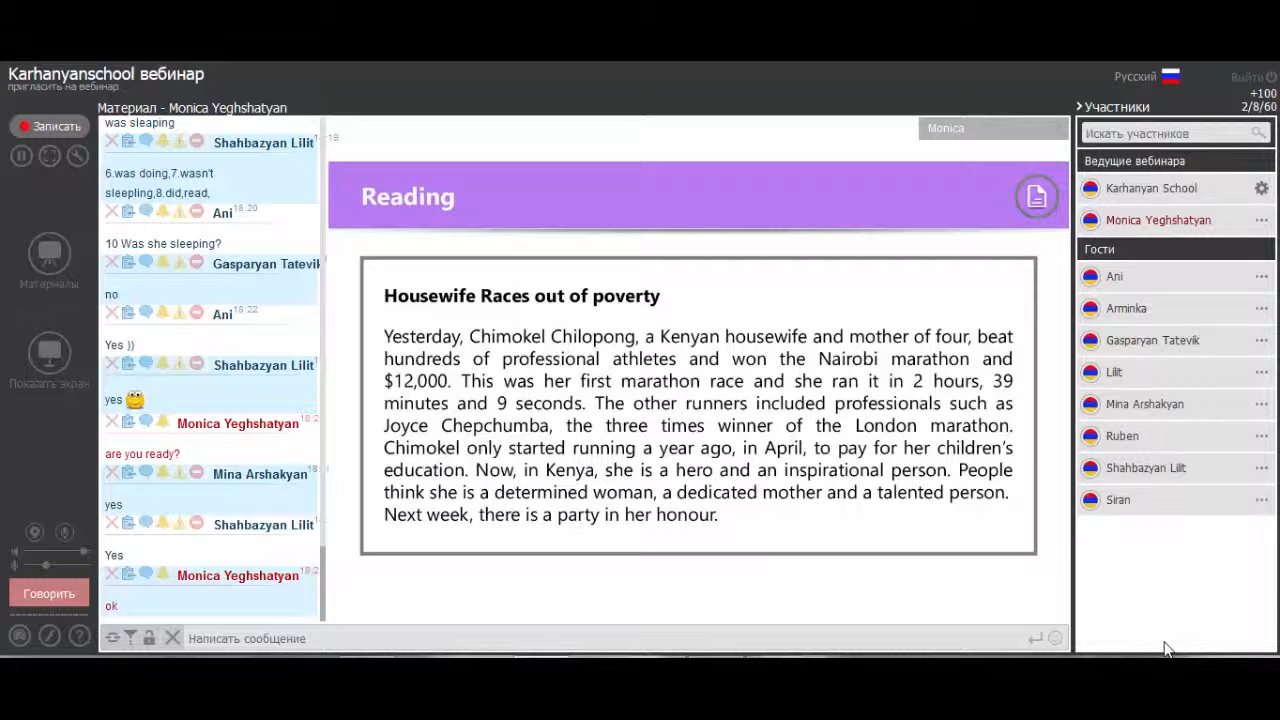 Karhanyanschool вебинар
пригласить на вебинар
Русский
Выйти
+100
2/8/60
Записать
Материалы
Показать экран
Говорить
Материал - Monica Yeghshatyan
was sleaping
Shahbazyan Lilit
6.was doing,7.wasn't
sleepling,8.did,read,
Ani 18:20
10 Was she sleeping?
Gasparyan Tatevik
no
Ani 18:22
Yes ))
Shahbazyan Lilit
yes
Monica Yeghshatyan
are you ready?
Mina Arshakyan
yes
Shahbazyan Lilit
Yes
Monica Yeghshatyan
ok
Написать сообщение
Monica
Reading
Housewife Races out of poverty
Yesterday, Chimokel Chilopong, a Kenyan housewife and mother of four, beat
hundreds of professional athletes and won the Nairobi marathon and
$12,000. This was her first marathon race and she ran it in 2 hours, 39
minutes and 9 seconds. The other runners included professionals such as
Joyce Chepchumba, the three times winner of the London marathon.
Chimokel only started running a year ago, in April, to pay for her children's
education. Now, in Kenya, she is a hero and an inspirational person. People
think she is a determined woman, a dedicated mother and a talented person.
Next week, there is a party in her honour.
Участники
Искать участников
Ведущие вебинара
Karhanyan School
Monica Yeghshatyan
Гости
Ani
Arminka
Gasparyan Tatevik
Lilit
Mina Arshakyan
Ruben
Shahbazyan Lilit
Siran